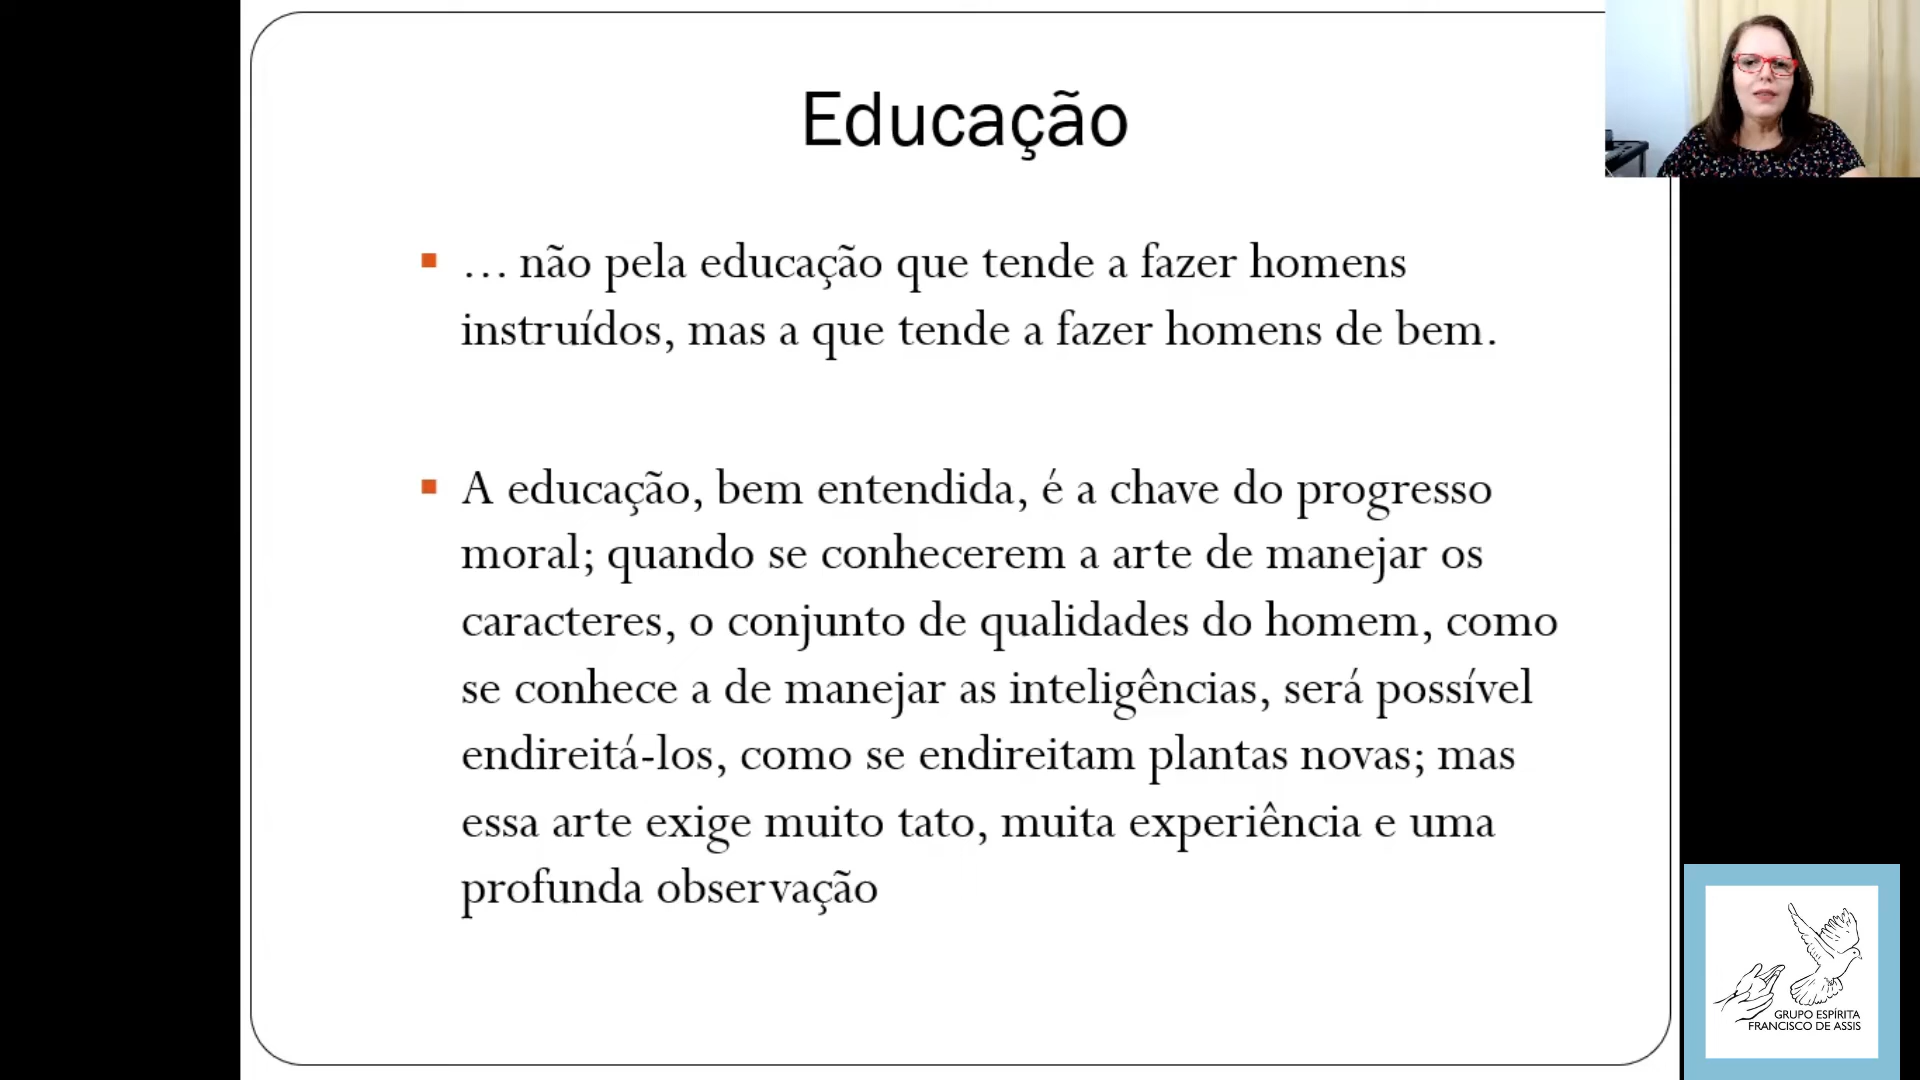 Educação
... não pela educação que tende a fazer homens
instruídos, mas a que tende a fazer homens de bem.
A educação, bem entendida, é a chave do progresso
moral; quando se conhecerem a arte de manejar os
caracteres, o conjunto de qualidades do homem, como
se conhece a de manejar as inteligências, será possível
endireitá-los, como se endireitam plantas novas; mas
essa arte exige muito tato, muita experiência e uma
profunda observação
GRUPO ESPÍRITA
FRANCISCO DE ASSIS